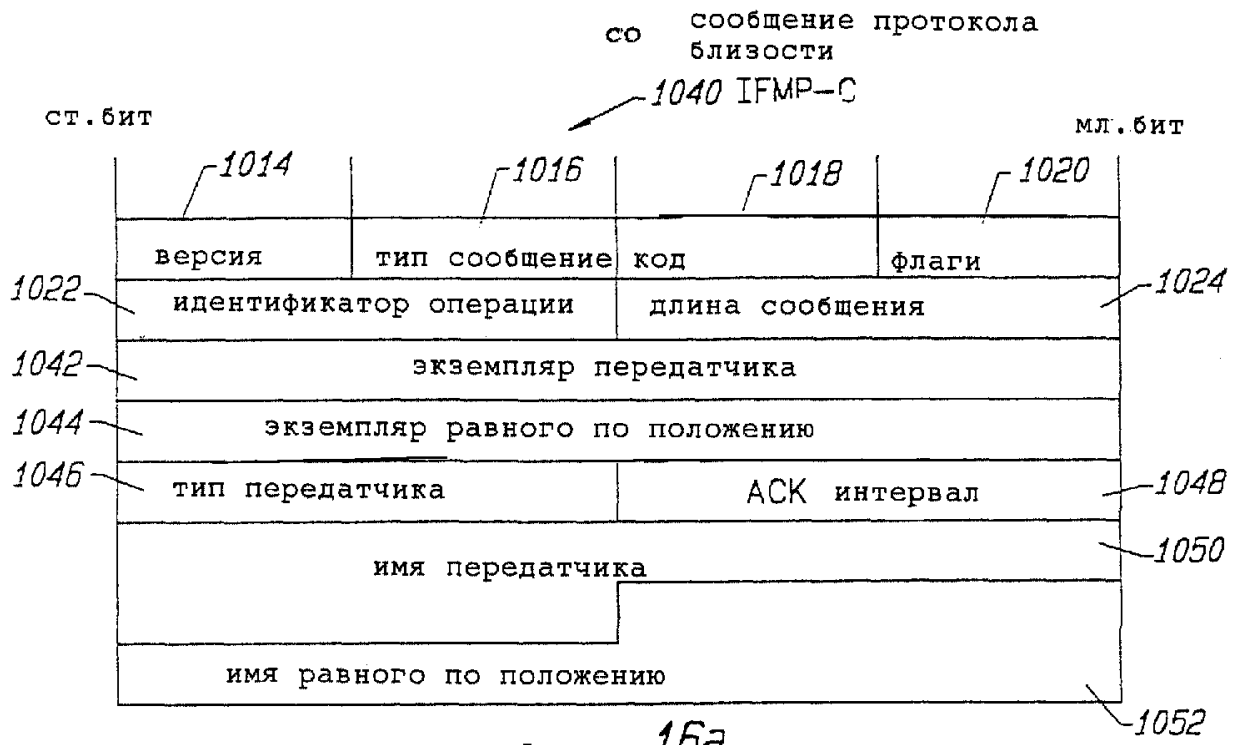 со сообщение протокола
близости
1040 IFMP-C
ст.бит
мл.бит
1014 1016 1018 1020
версия тип сообщение код флаги
1022 идентификатор операции длина сообщения 1024
1042 экземпляр передатчика
1044 экземпляр равного по положению
1046 тип передатчика ACK интервал 1048
имя передатчика 1050
имя равного по положению
1052
16a